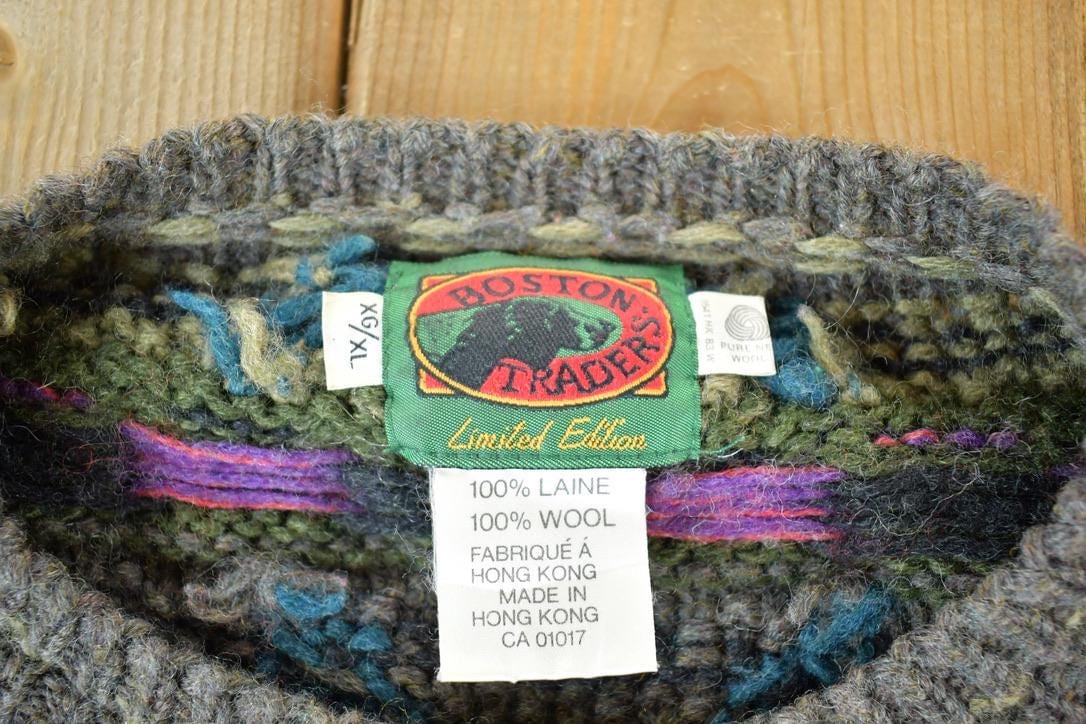 XG/XL
BOSTON
TRADERS
Limited Edition
PURE
WOOL
100% LAINE
100% WOOL
FABRIQUÉ À
HONG KONG
MADE IN
HONG KONG
CA 01017